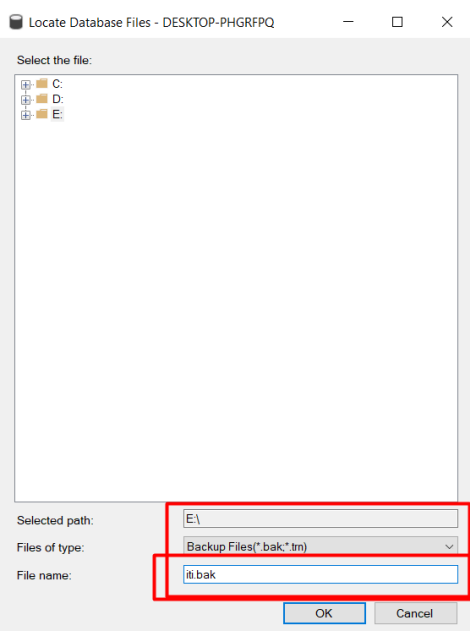 Locate Database Files - DESKTOP-PHGRFPQ
Select the file:
C:
D:
E:
Selected path: E:\
Files of type: Backup Files(*.bak;*.trn)
File name: iti.bak
OK Cancel